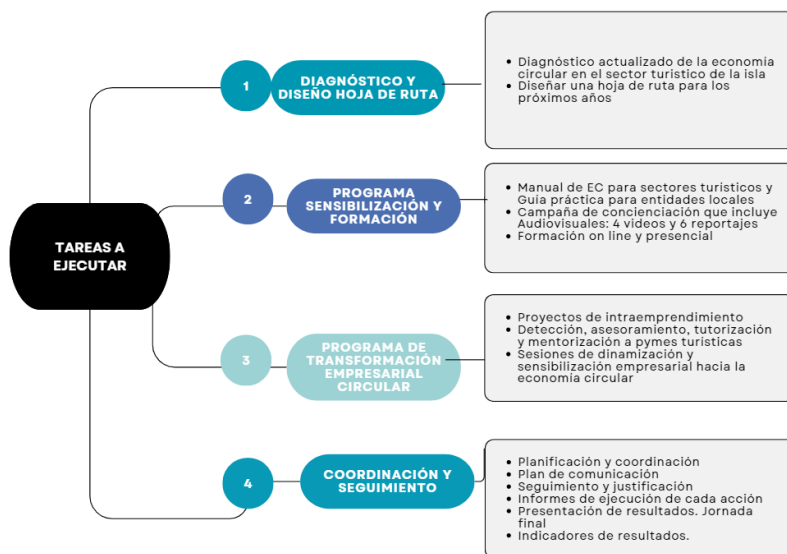 TAREAS A
EJECUTAR
1
DIAGNÓSTICO Y
DISEÑO HOJA DE RUTA
• Diagnóstico actualizado de la economía
circular en el sector turistico de la isla
• Diseñar una hoja de ruta para los
próximos años
2
PROGRAMA
SENSIBILIZACIÓN Y
FORMACIÓN
• Manual de EC para sectores turísticos y
Guía práctica para entidades locales
• Campaña de concienciación que incluye
Audiovisuales: 4 videos y 6 reportajes
• Formación on line y presencial
3
PROGRAMA DE
TRANSFORMACIÓN
EMPRESARIAL
CIRCULAR
• Proyectos de intraemprendimiento
• Detección, asesoramiento, tutorización
y mentorización a pymes turísticas
• Sesiones de dinamización y
sensibilización empresarial hacia la
economía circular
4
COORDINACIÓN Y
SEGUIMIENTO
• Planificación y coordinación
• Plan de comunicación
• Seguimiento y justificación
• Informes de ejecución de cada acción
• Presentación de resultados. Jornada
final
• Indicadores de resultados.